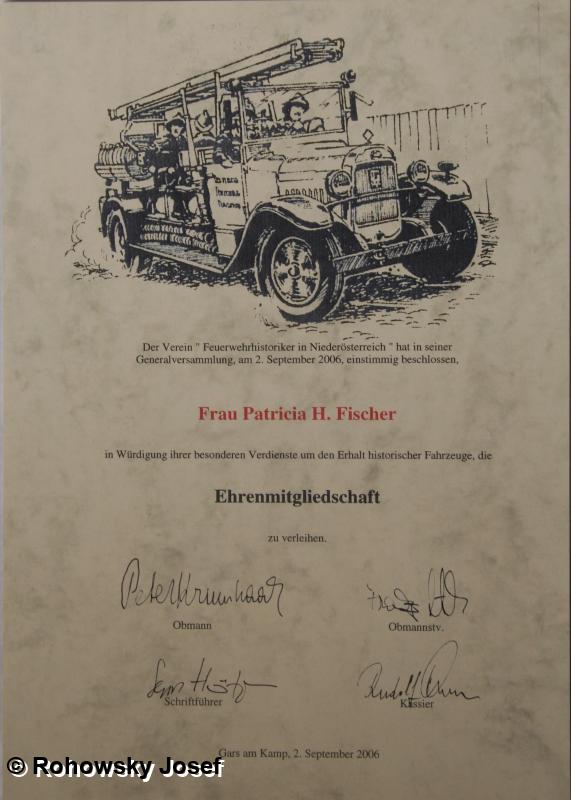 Der Verein " Feuerwehrhistoriker in Niederösterreich " hat in seiner
Generalversammlung, am 2. September 2006, einstimmig beschlossen,
Frau Patricia H. Fischer
in Würdigung ihrer besonderen Verdienste um den Erhalt historischer Fahrzeuge, die
Ehrenmitgliedschaft
zu verleihen.
Obmann
Obmannstv.
Rudolf
Schriftführer
Kassier
Gars am Kamp, 2. September 2006
© Rohowsky Josef